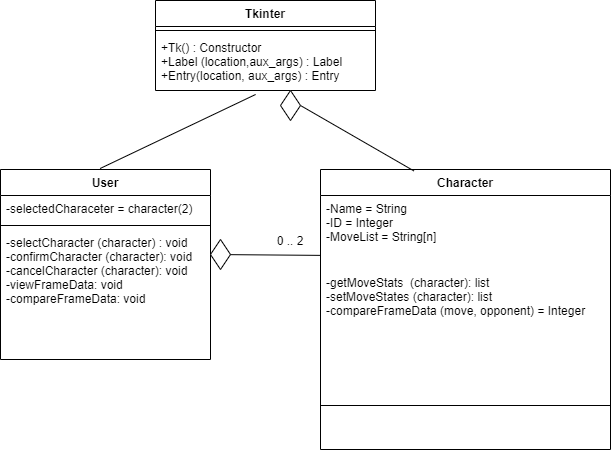 Tkinter
+Tk() : Constructor
+Label (location,aux_args) : Label
+Entry(location, aux_args) : Entry
User
-selectedCharaceter = character(2)
-selectCharacter (character) : void
-confirmCharacter (character): void
-cancelCharacter (character): void
-viewFrameData: void
-compareFrameData: void
0 .. 2
Character
-Name = String
-ID = Integer
-MoveList = String[n]
-getMoveStats (character): list
-setMoveStates (character): list
-compareFrameData (move, opponent) = Integer